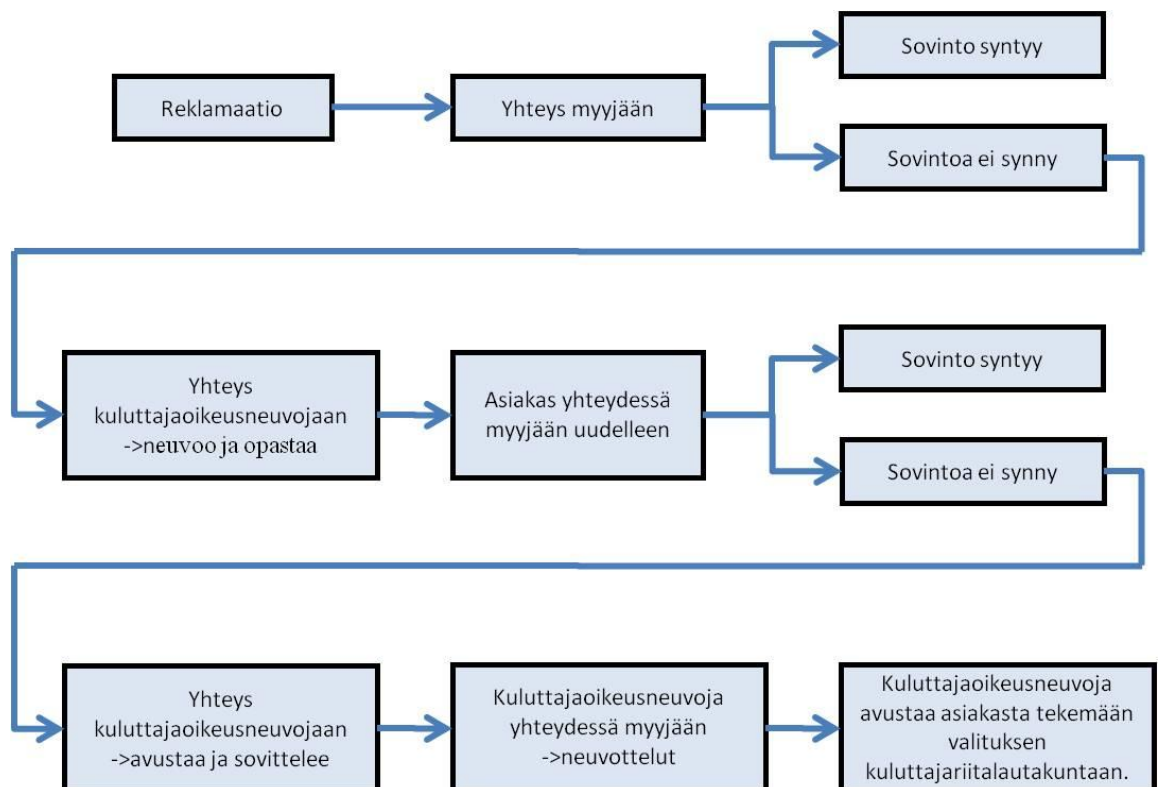 Reklamaatio
Yhteys myyjään
Sovinto syntyy
Sovintoa ei synny
Yhteys
kuluttajaoikeusneuvojaan
->neuvoo ja opastaa
Asiakas yhteydessä
myyjään uudelleen
Sovinto syntyy
Sovintoa ei synny
Yhteys
kuluttajaoikeusneuvojaan
->avustaa ja sovittelee
Kuluttajaoikeusneuvoja
yhteydessä myyjään
->neuvottelut
Kuluttajaoikeusneuvoja
avustaa asiakasta tekemään
valituksen
kuluttajariitalautakuntaan.